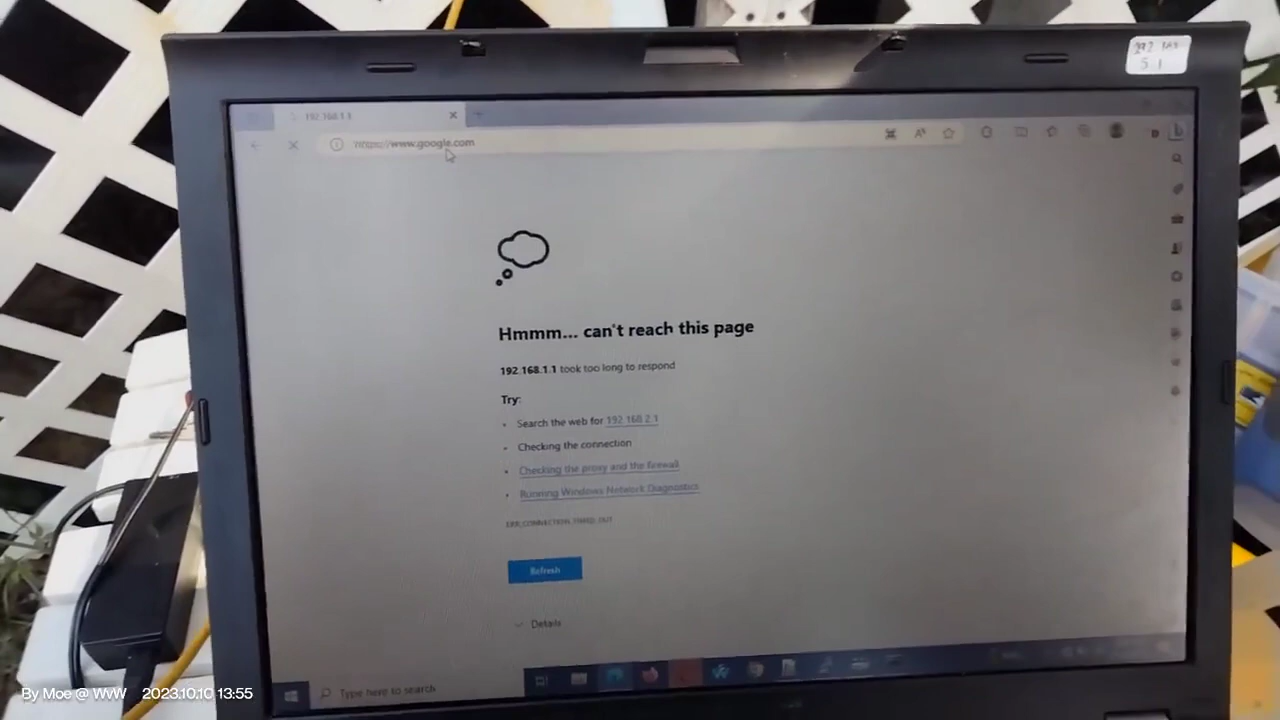 192.168.1.1
https://www.google.com
Hmmm... can't reach this page
192.168.1.1 took too long to respond
Try:
Search the web for 192 168 2.1
Checking the connection
Checking the proxy and the firewall
Running Windows Network Diagnostics
ERR_CONNECTION_TIMED_OUT
Refresh
Details
Type here to search
By Moe @ WvW 2023.10.10 13:55